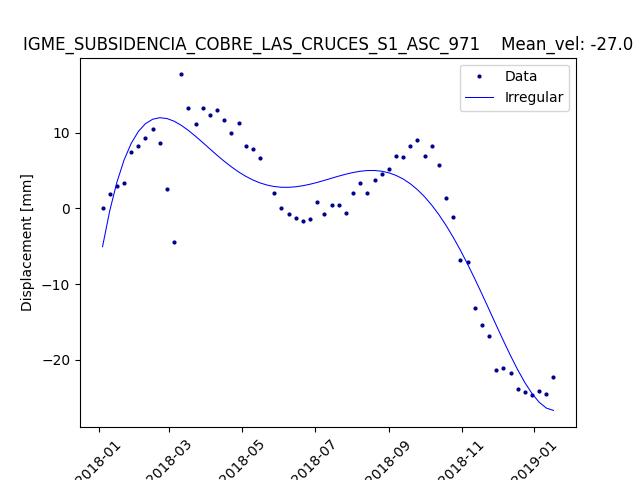 IGME_SUBSIDENCIA_COBRE_LAS_CRUCES_S1_ASC_971 Mean_vel: -27.0
Data
Irregular
Displacement [mm]
10
0
−10
−20
2018-01
2018-03
2018-05
2018-07
2018-09
2018-11
2019-01